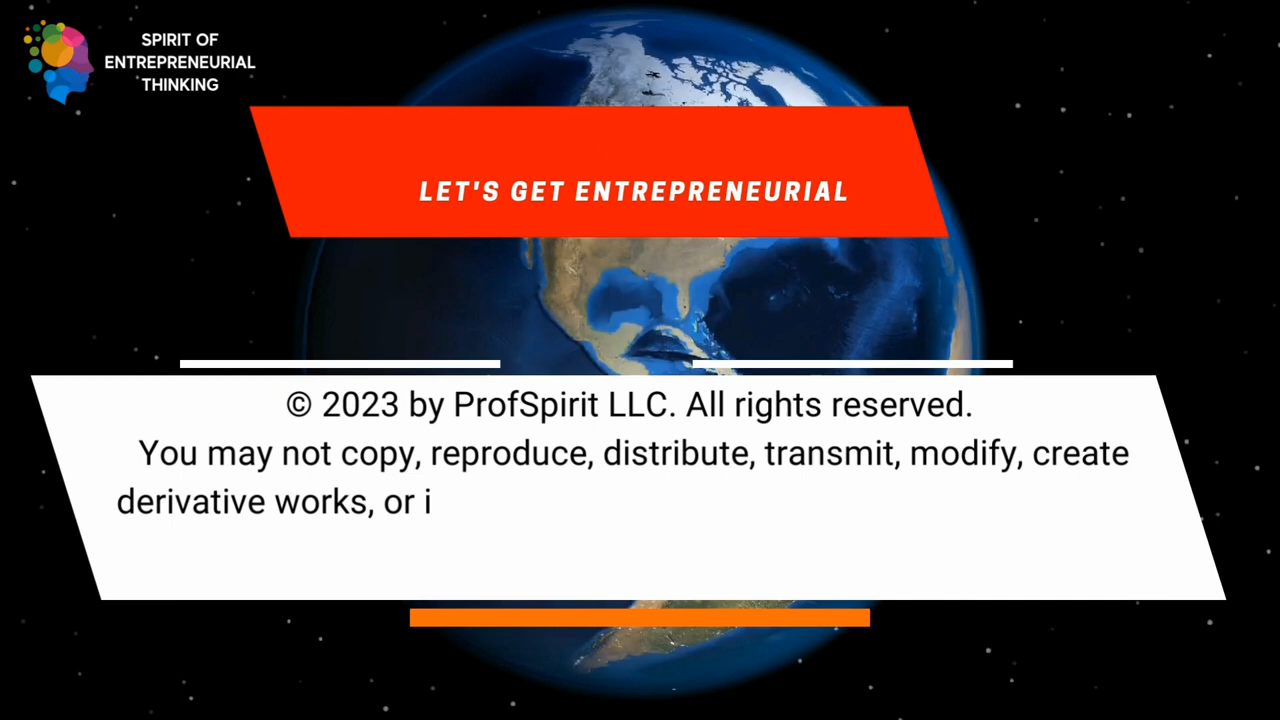 SPIRIT OF
ENTREPRENEURIAL
THINKING
LET'S GET ENTREPRENEURIAL
© 2023 by ProfSpirit LLC. All rights reserved.
You may not copy, reproduce, distribute, transmit, modify, create
derivative works, or i